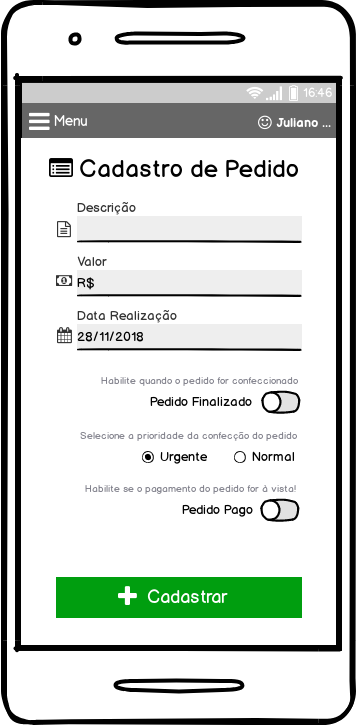 16:46
Menu
Juliano ...
Cadastro de Pedido
Descrição
Valor
R$
Data Realização
28/11/2018
Habilite quando o pedido for confeccionado
Pedido Finalizado
Selecione a prioridade da confecção do pedido
Urgente Normal
Habilite se o pagamento do pedido for à vista!
Pedido Pago
Cadastrar